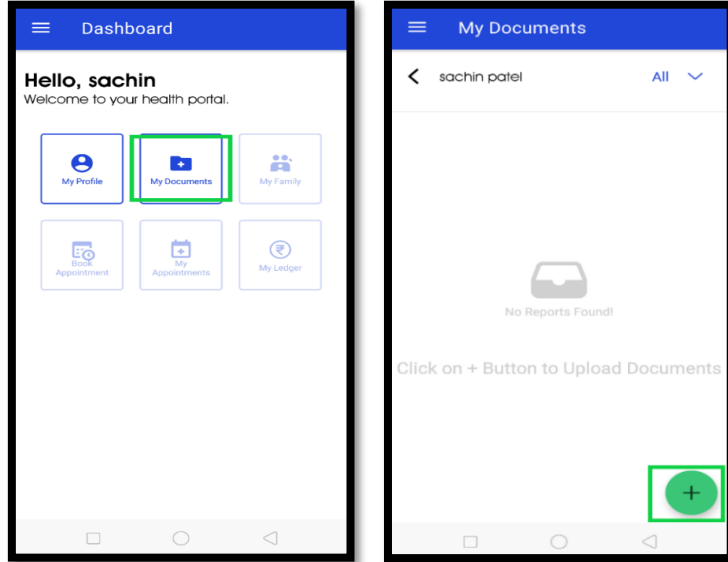 Dashboard
Hello, sachin
Welcome to your health portal.
My Profile
My Documents
My Family
Book
Appointment
My
Appointments
My Ledger
My Documents
sachin patel
All
No Reports Found!
Click on + Button to Upload Documents
+